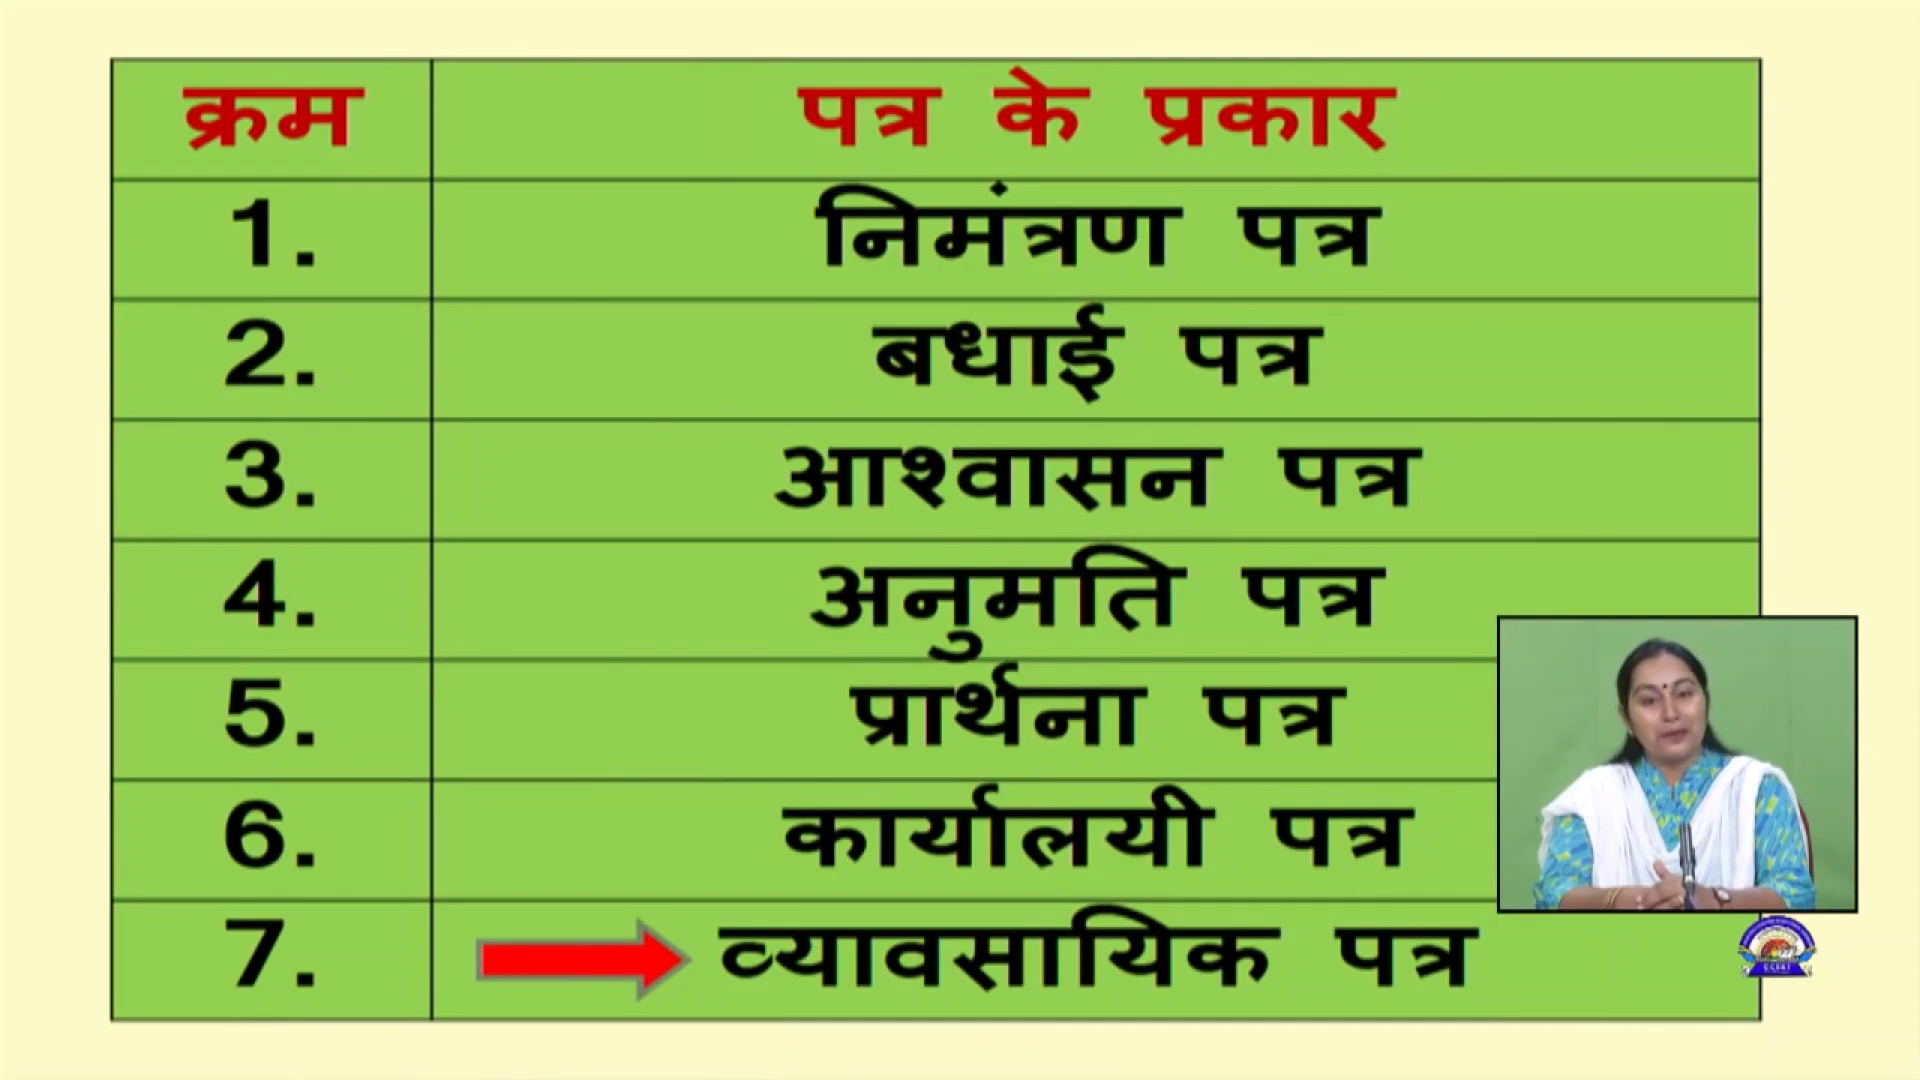 क्रम पत्र के प्रकार
1. निमंत्रण पत्र
2. बधाई पत्र
3. आश्वासन पत्र
4. अनुमति पत्र
5. प्रार्थना पत्र
6. कार्यालयी पत्र
7. व्यावसायिक पत्र